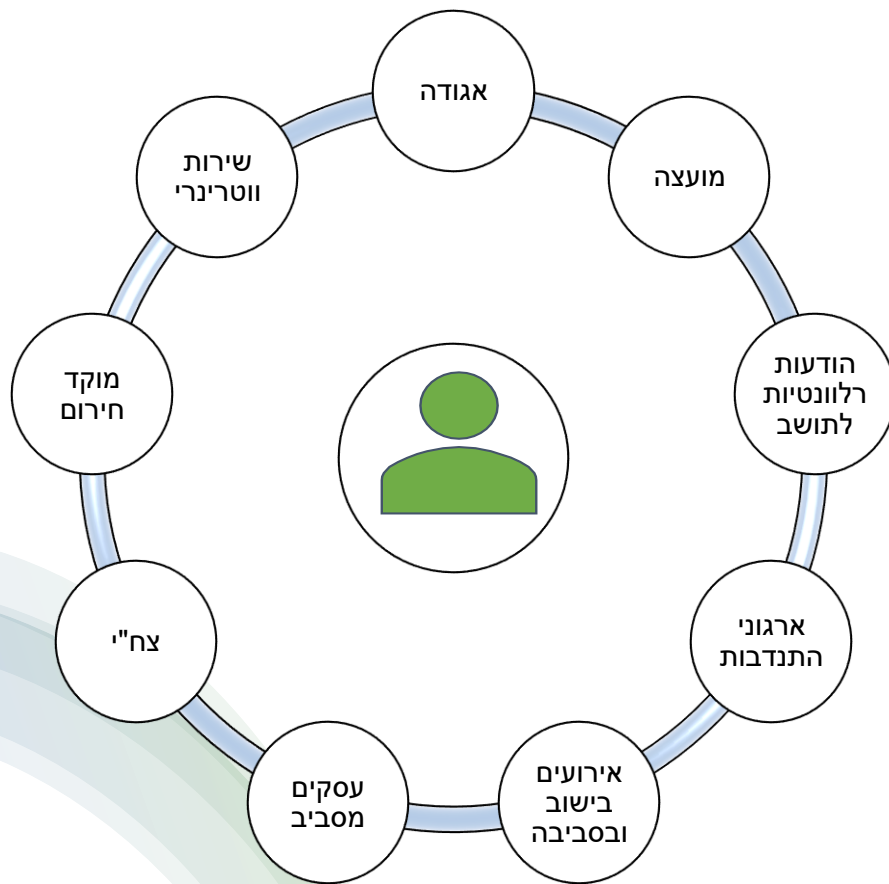 אגודה
מועצה
הודעות
רלוונטיות
לתושב
ארגוני
התנדבות
אירועים
בישוב
ובסביבה
עסקים
מסביב
צח"י
מוקד
חירום
שירות
ווטרינרי